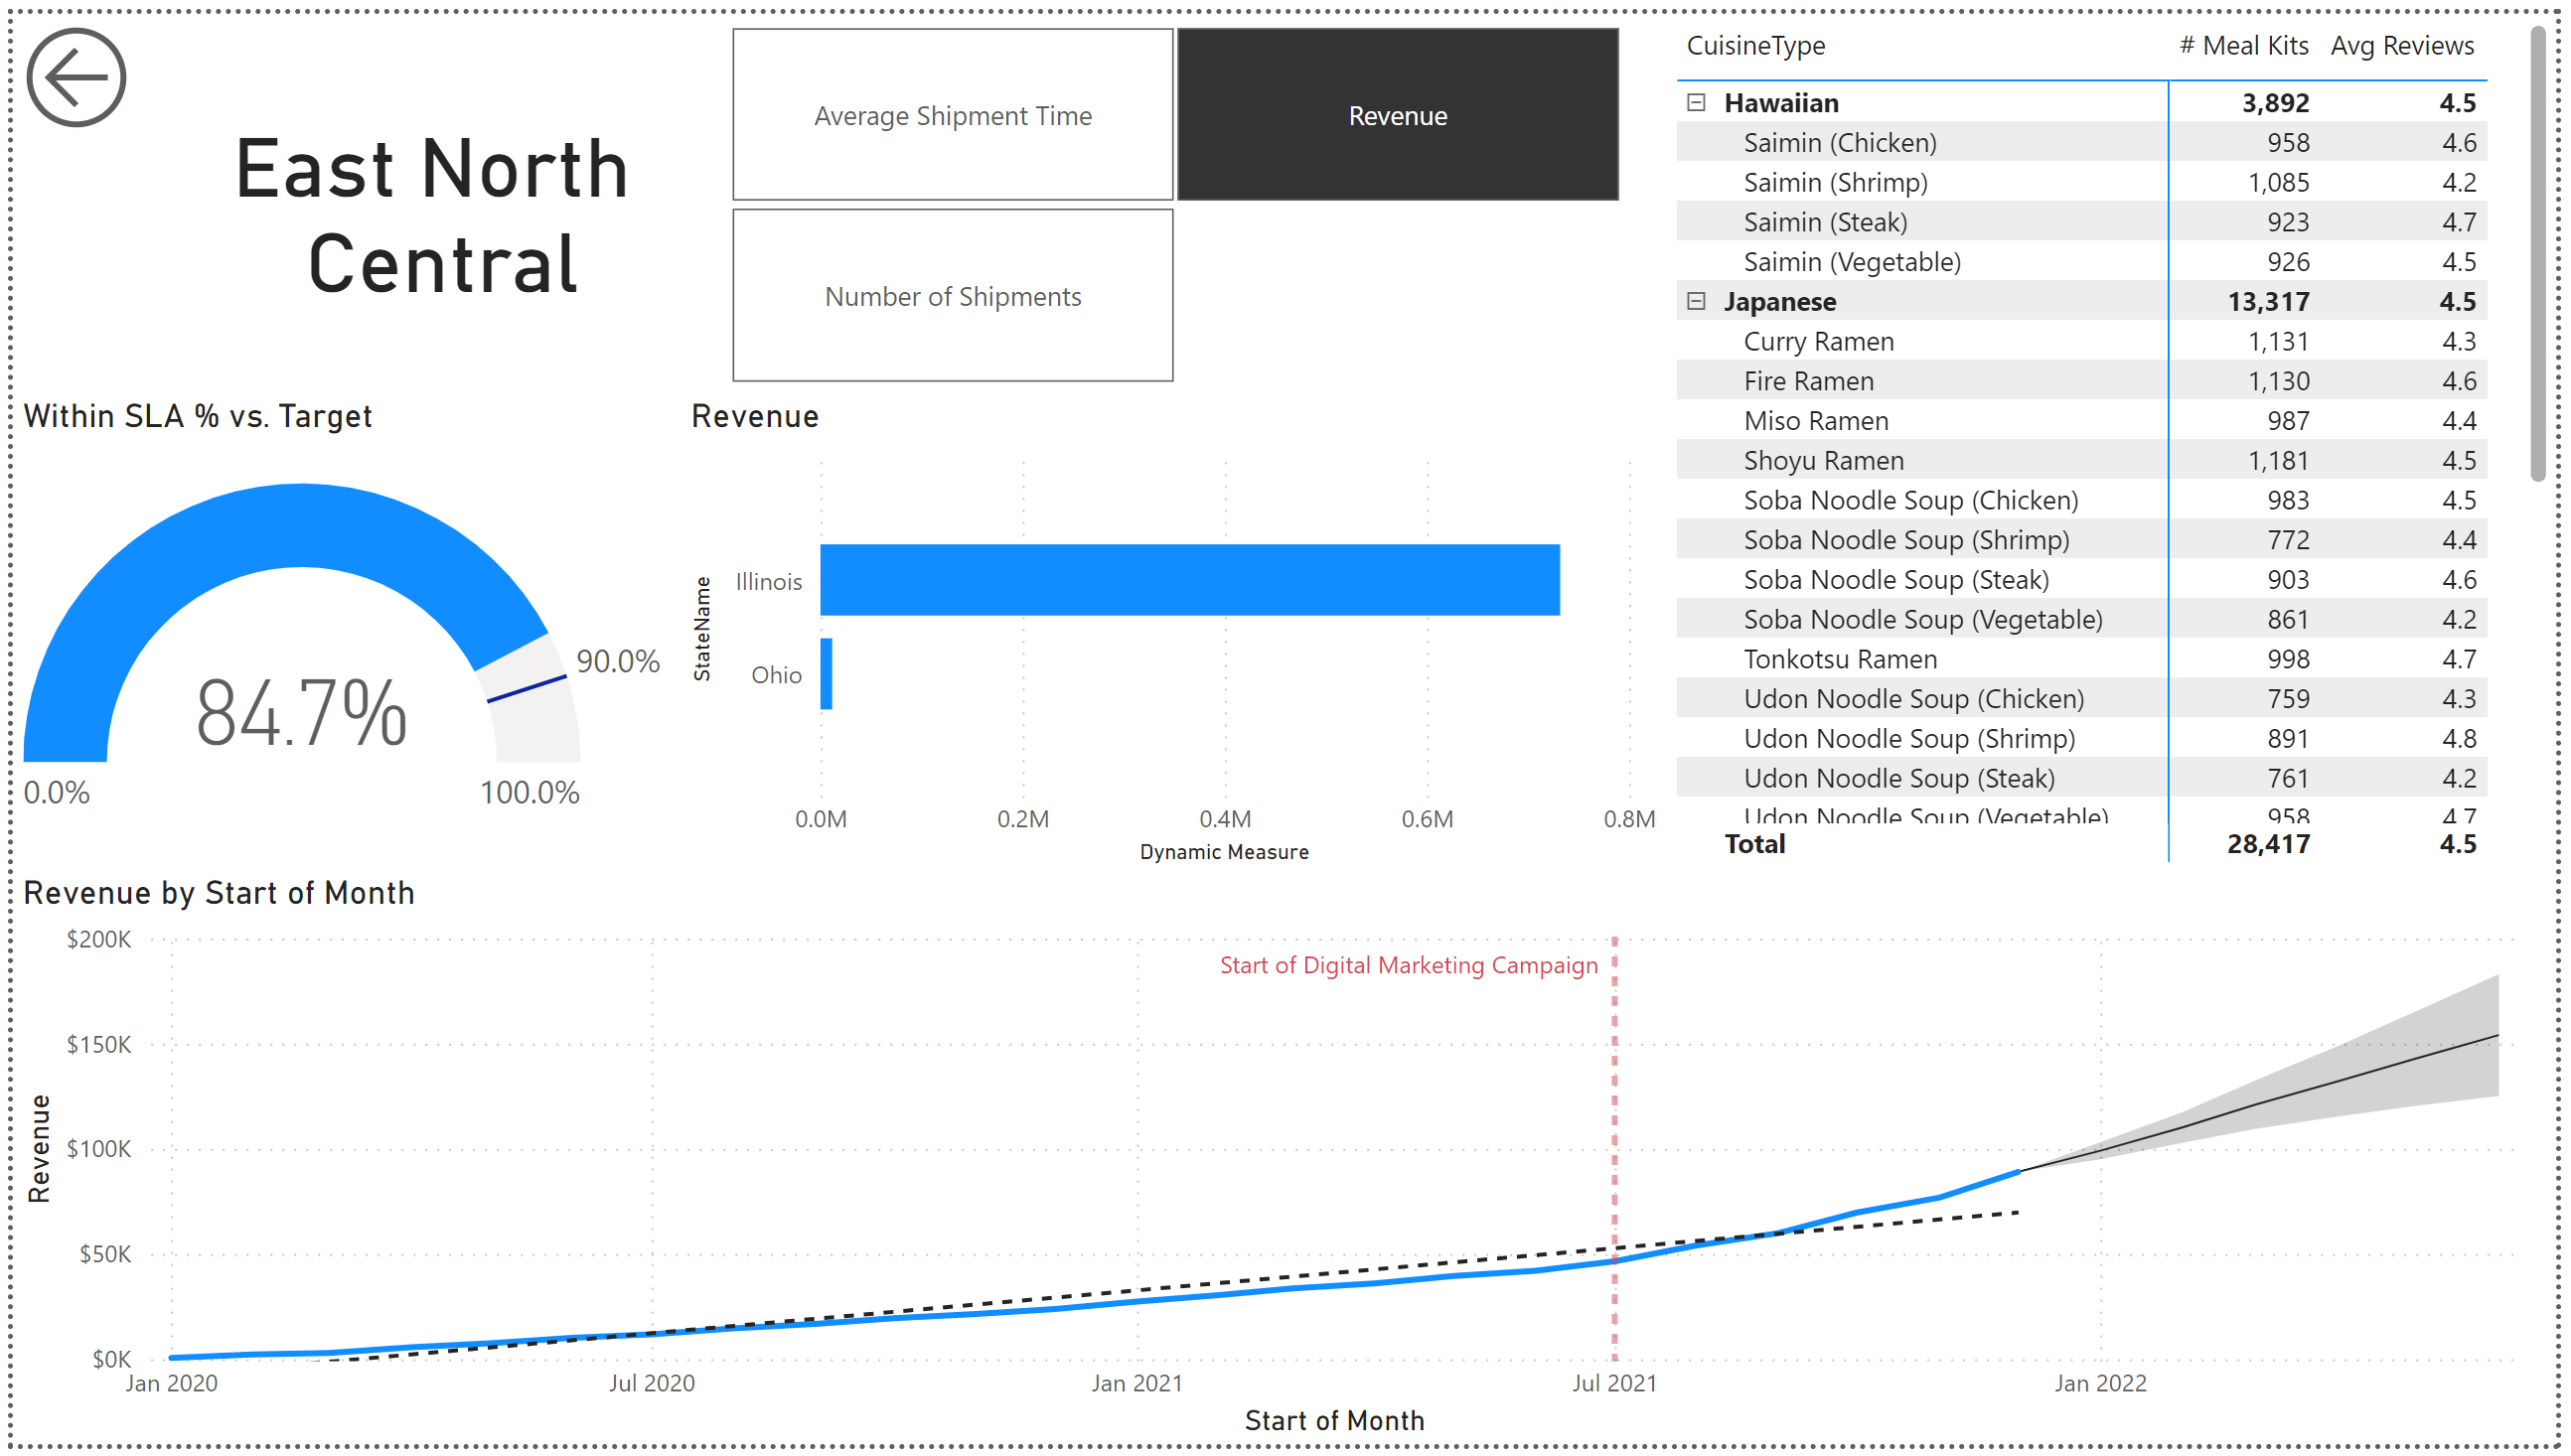 East North
Central
Average Shipment Time
Revenue
Number of Shipments
Within SLA % vs. Target
90.0%
84.7%
0.0%
100.0%
Revenue
StateName
Illinois
Ohio
0.0M 0.2M 0.4M 0.6M 0.8M
Dynamic Measure
CuisineType # Meal Kits Avg Reviews
Hawaiian 3,892 4.5
Saimin (Chicken) 958 4.6
Saimin (Shrimp) 1,085 4.2
Saimin (Steak) 923 4.7
Saimin (Vegetable) 926 4.5
Japanese 13,317 4.5
Curry Ramen 1,131 4.3
Fire Ramen 1,130 4.6
Miso Ramen 987 4.4
Shoyu Ramen 1,181 4.5
Soba Noodle Soup (Chicken) 983 4.5
Soba Noodle Soup (Shrimp) 772 4.4
Soba Noodle Soup (Steak) 903 4.6
Soba Noodle Soup (Vegetable) 861 4.2
Tonkotsu Ramen 998 4.7
Udon Noodle Soup (Chicken) 759 4.3
Udon Noodle Soup (Shrimp) 891 4.8
Udon Noodle Soup (Steak) 761 4.2
Udon Noodle Soup (Vegetable) 958 4.7
Total 28,417 4.5
Revenue by Start of Month
Revenue
$200K
$150K
$100K
$50K
$0K
Start of Digital Marketing Campaign
Jan 2020 Jul 2020 Jan 2021 Jul 2021 Jan 2022
Start of Month